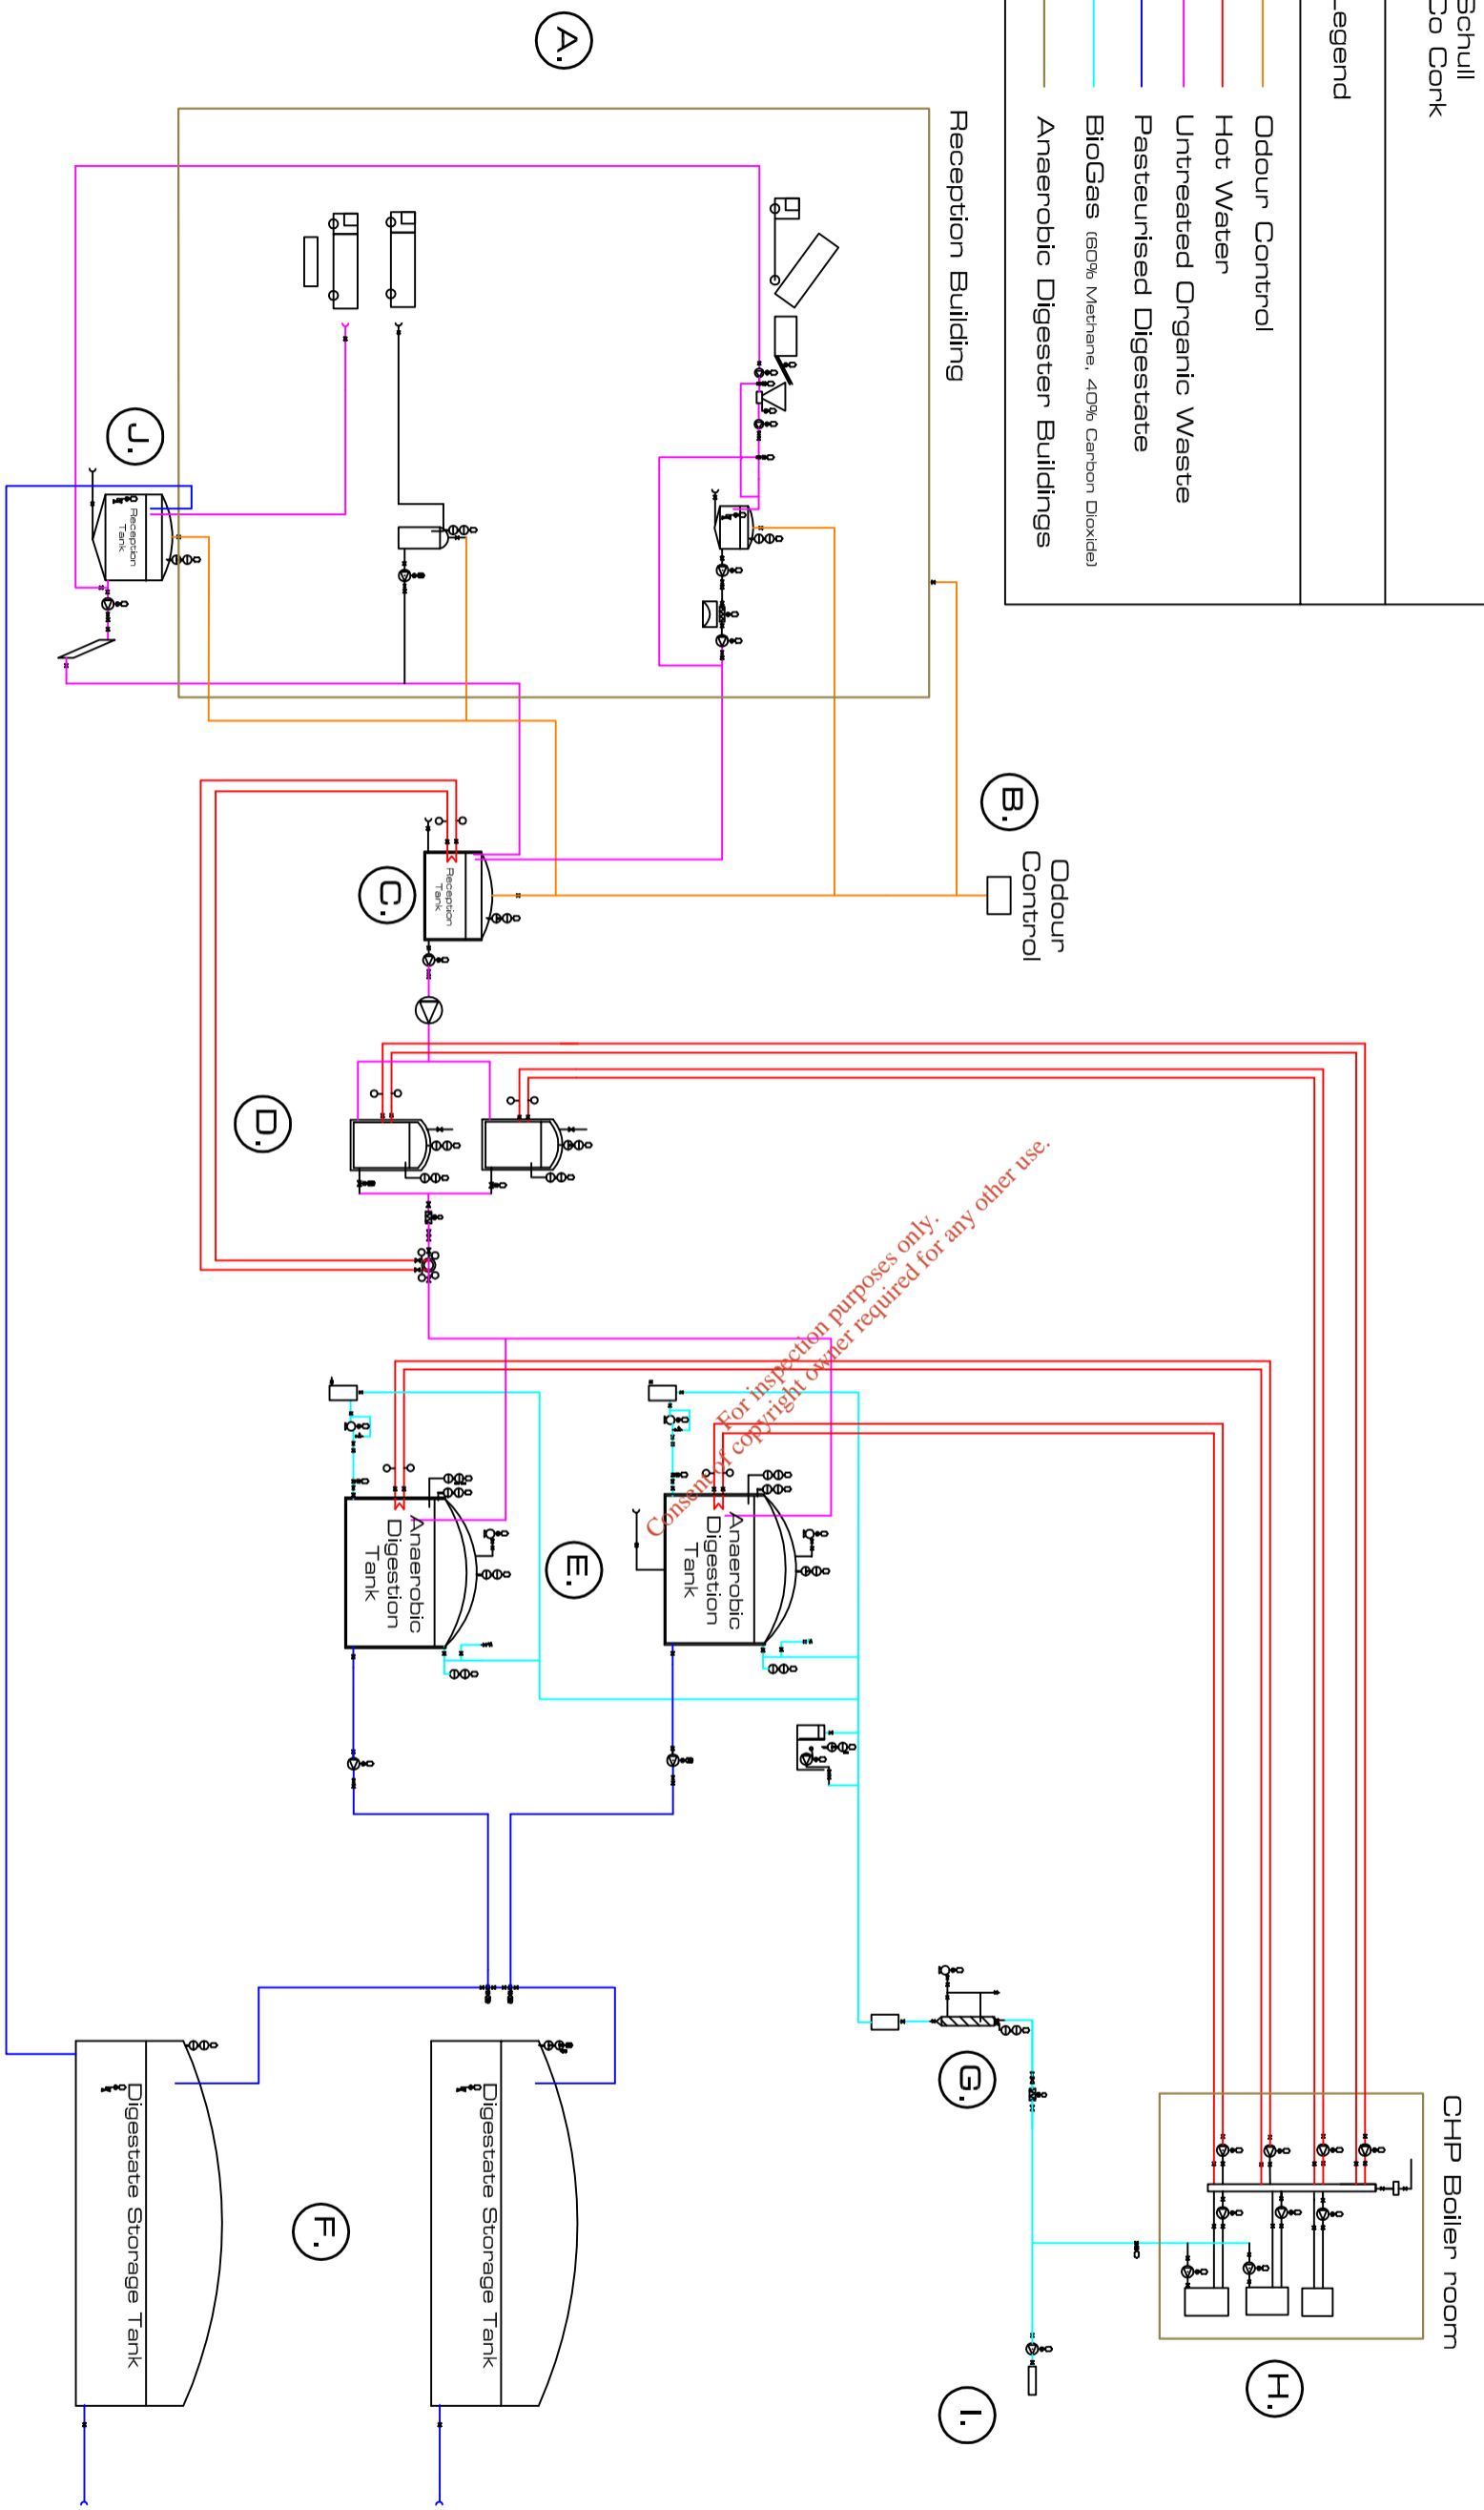 Schull
Co Cork
Legend
Odour Control
Hot Water
Untreated Organic Waste
Pasteurised Digestate
BioGas (60% Methane, 40% Carbon Dioxide)
Anaerobic Digester Buildings
Reception Building
A.
B.
Odour
Control
Reception
Tank
J.
Reception
Tank
C.
D.
Anaerobic
Digestion
Tank
E.
Anaerobic
Digestion
Tank
For inspection purposes only.
Consent of copyright owner required for any other use.
Digestate Storage Tank
F.
Digestate Storage Tank
G.
CHP Boiler room
H.
I.